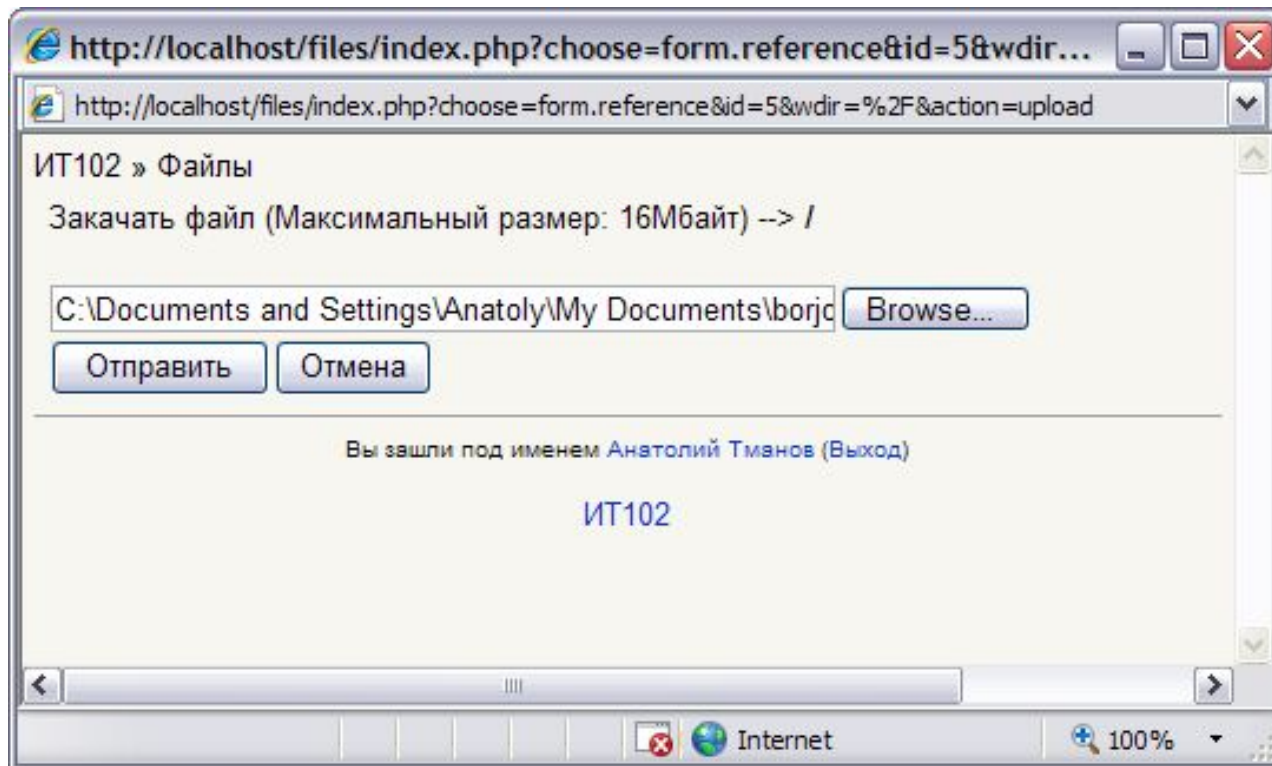 http://localhost/files/index.php?choose=form.reference&id=5&wdir...
http://localhost/files/index.php?choose=form.reference&id=5&wdir=%2F&action=upload
ИТ102 » Файлы
Закачать файл (Максимальный размер: 16Мбайт) --> /
C:\Documents and Settings\Anatoly\My Documents\borjc Browse...
Отправить Отмена
Вы зашли под именем Анатолий Тманов (Выход)
ИТ102
Internet 100%